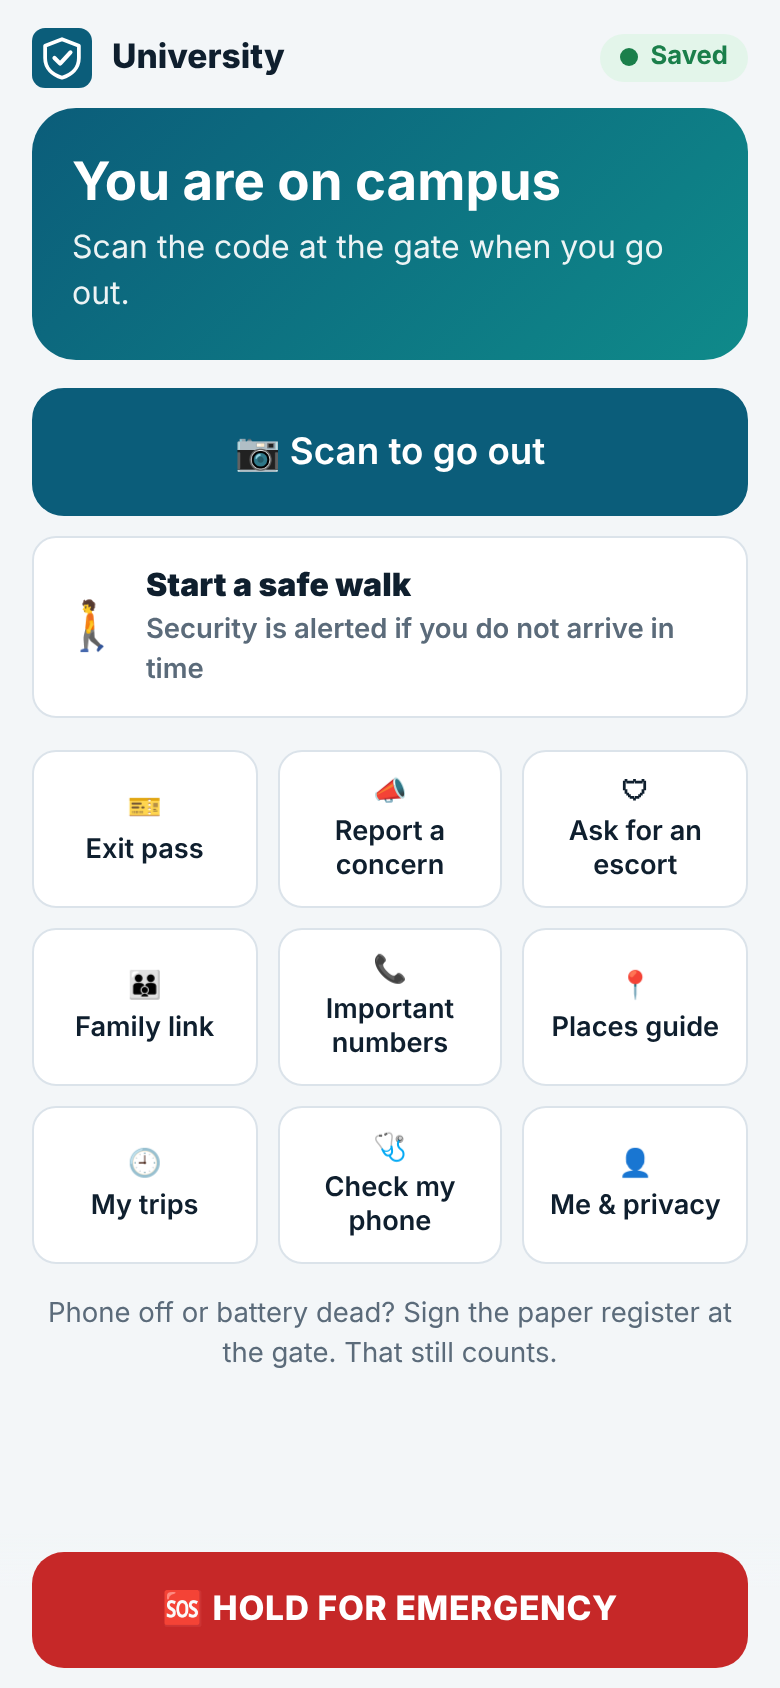 University
Saved
You are on campus
Scan the code at the gate when you go
out.
Scan to go out
Start a safe walk
Security is alerted if you do not arrive in
time
Exit pass
Report a
concern
Ask for an
escort
Family link
Important
numbers
Places guide
My trips
Check my
phone
Me & privacy
Phone off or battery dead? Sign the paper register at
the gate. That still counts.
🆘 HOLD FOR EMERGENCY